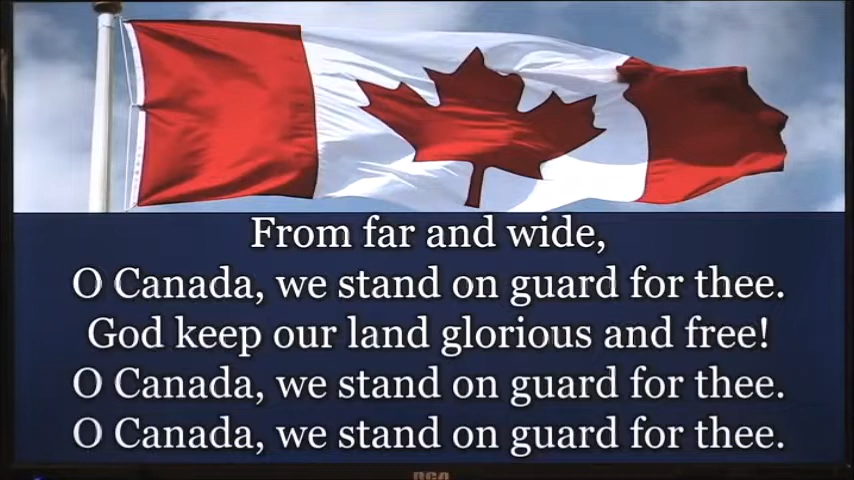 From far and wide,
O Canada, we stand on guard for thee.
God keep our land glorious and free!
O Canada, we stand on guard for thee.
O Canada, we stand on guard for thee.
RCA